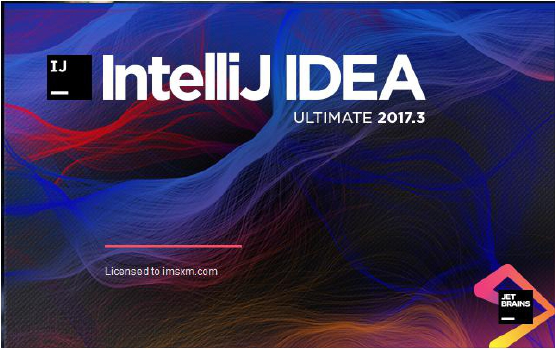 IJ
IntelliJ IDEA
ULTIMATE 2017.3
Licensed to imsxm.com
JET
BRAINS